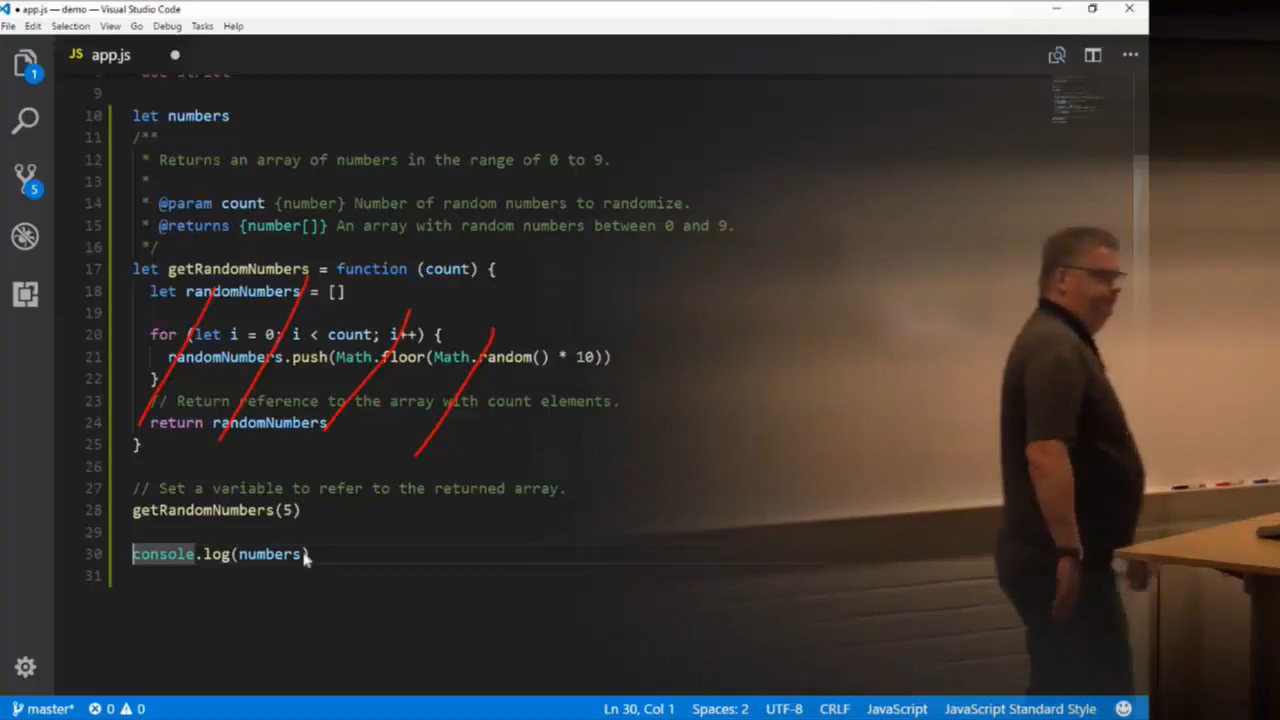 ● app.js — demo — Visual Studio Code
File Edit Selection View Go Debug Tasks Help
JS app.js ●
1
5
9
10 let numbers
11 /**
12 * Returns an array of numbers in the range of 0 to 9.
13 *
14 * @param count {number} Number of random numbers to randomize.
15 * @returns {number[]} An array with random numbers between 0 and 9.
16 */
17 let getRandomNumbers = function (count) {
18 let randomNumbers = []
19
20 for (let i = 0; i < count; i++) {
21 randomNumbers.push(Math.floor(Math.random() * 10))
22 }
23 // Return reference to the array with count elements.
24 return randomNumbers
25 }
26
27 // Set a variable to refer to the returned array.
28 getRandomNumbers(5)
29
30 console.log(numbers)
31
master* 0 0 Ln 30, Col 1 Spaces: 2 UTF-8 CRLF JavaScript JavaScript Standard Style